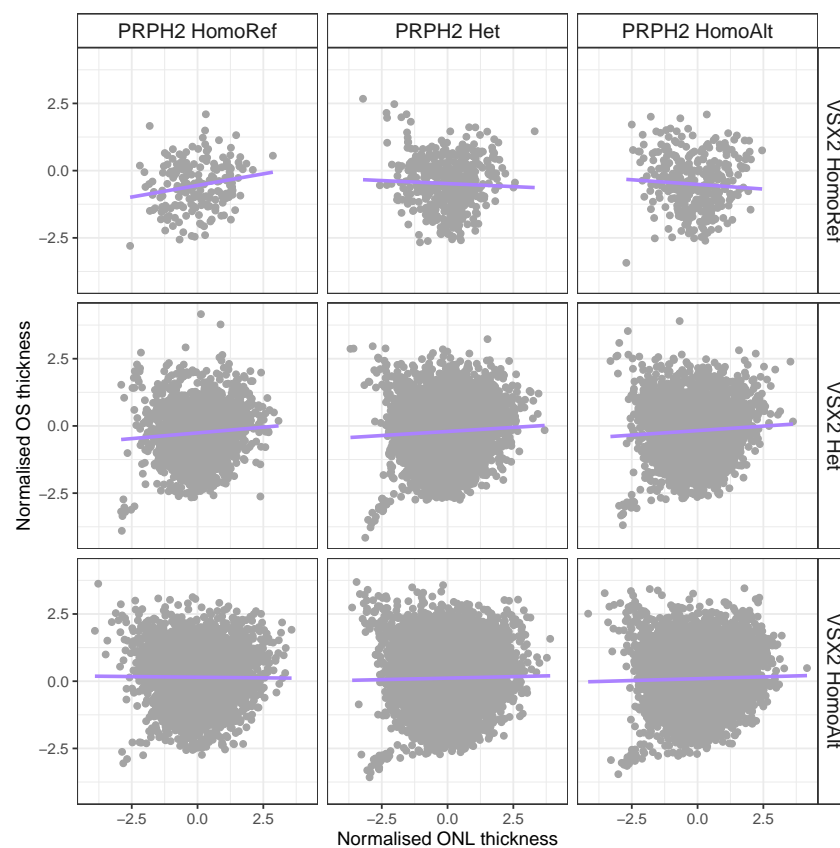 PRPH2 HomoRef PRPH2 Het PRPH2 HomoAlt
2.5
0.0
−2.5
VSX2 HomoRef
2.5
0.0
−2.5
VSX2 Het
2.5
0.0
−2.5
VSX2 HomoAlt
Normalised OS thickness
−2.5 0.0 2.5 −2.5 0.0 2.5 −2.5 0.0 2.5
Normalised ONL thickness